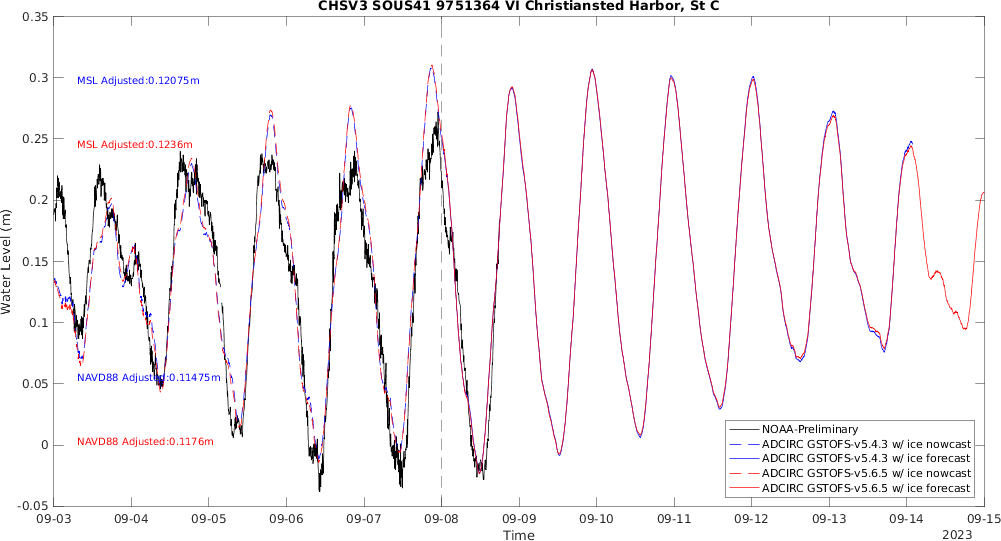 CHSV3 SOUS41 9751364 VI Christiansted Harbor, St C
0.35
0.3
0.25
0.2
0.15
0.1
0.05
0
-0.05
Water Level (m)
MSL Adjusted:0.12075m
MSL Adjusted:0.1236m
NAVD88 Adjusted:0.11475m
NAVD88 Adjusted:0.1176m
NOAA-Preliminary
ADCIRC GSTOFS-v5.4.3 w/ ice nowcast
ADCIRC GSTOFS-v5.4.3 w/ ice forecast
ADCIRC GSTOFS-v5.6.5 w/ ice nowcast
ADCIRC GSTOFS-v5.6.5 w/ ice forecast
09-03 09-04 09-05 09-06 09-07 09-08 09-09 09-10 09-11 09-12 09-13 09-14 09-15
Time
2023